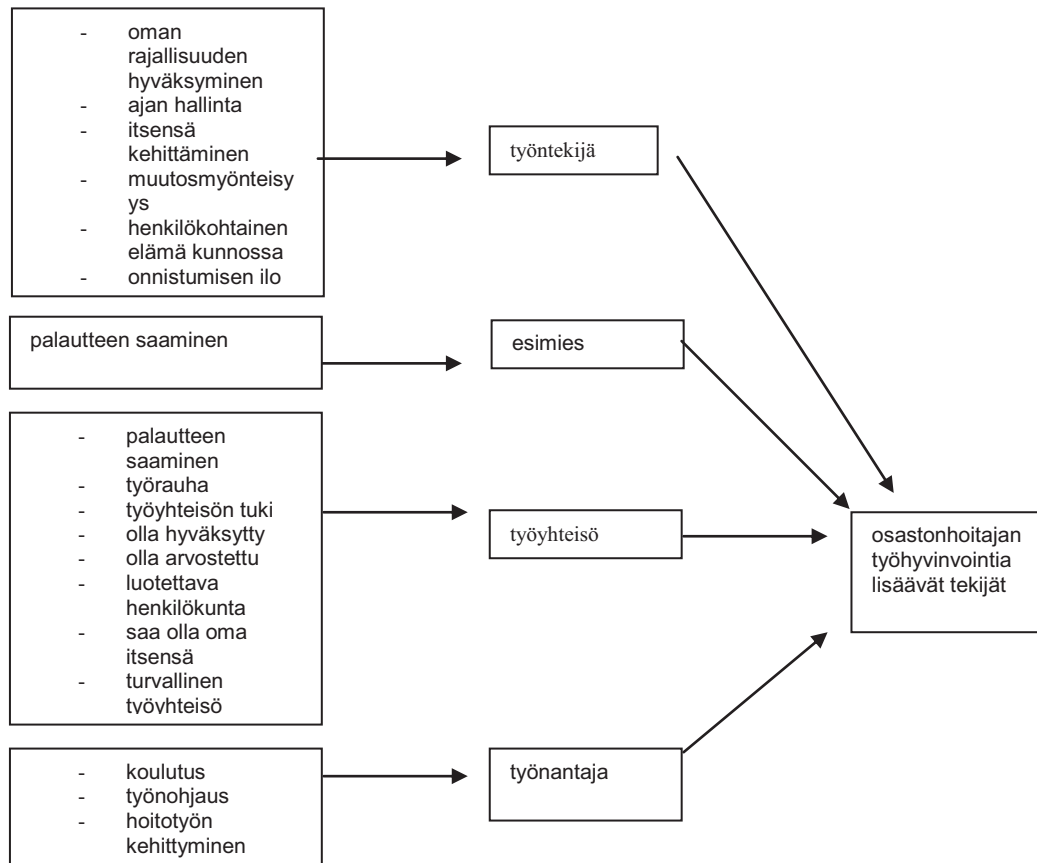 - oman
rajallisuuden
hyväksyminen
- ajan hallinta
- itsensä
kehittäminen
- muutosmyönteisy
ys
- henkilökohtainen
elämä kunnossa
- onnistumisen ilo
työntekijä
palautteen saaminen
esimies
- palautteen
saaminen
- työrauha
- työyhteisön tuki
- olla hyväksytty
- olla arvostettu
- luotettava
henkilökunta
- saa olla oma
itsensä
- turvallinen
työyhteisö
työyhteisö
osastonhoitajan
työhyvinvointia
lisäävät tekijät
- koulutus
- työnohjaus
- hoitotyön
kehittyminen
työnantaja